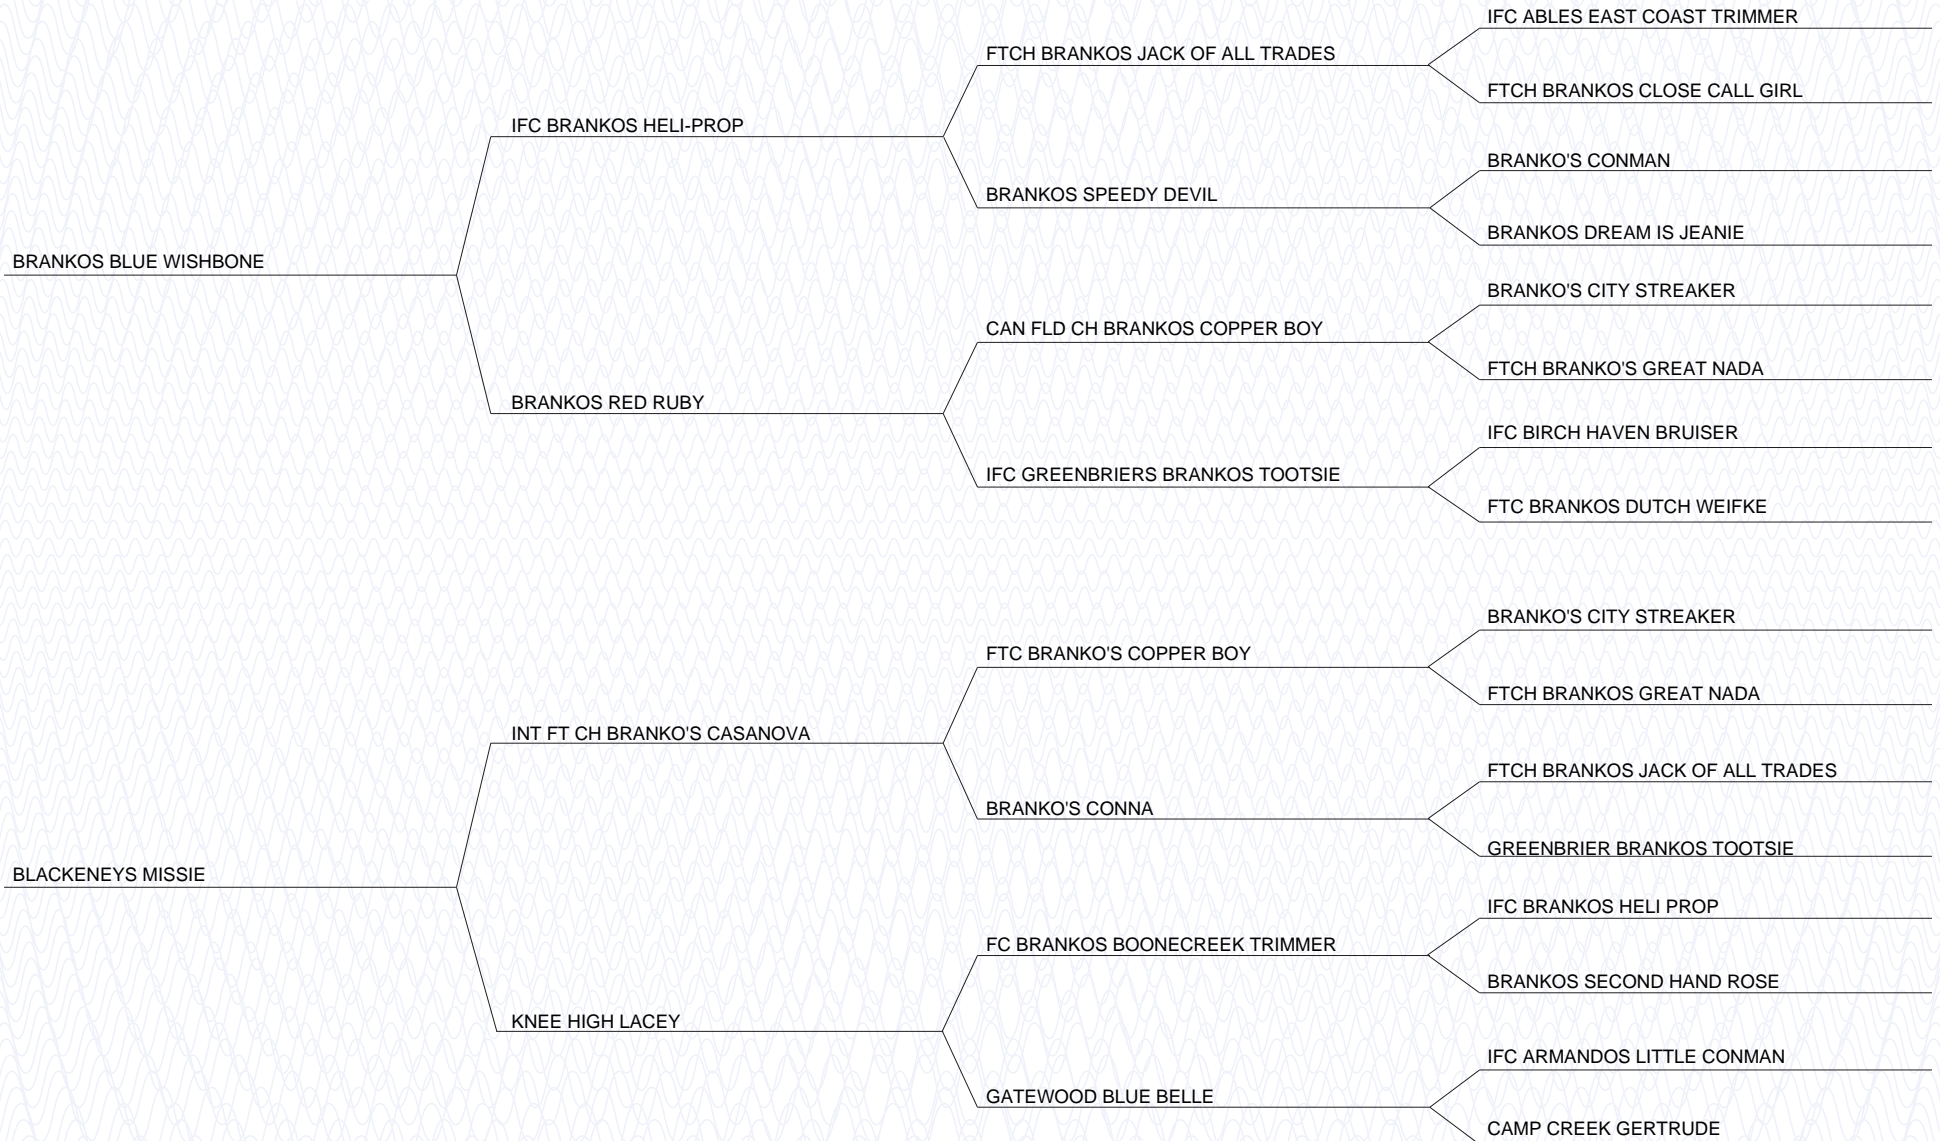 IFC ABLES EAST COAST TRIMMER
FTCH BRANKOS JACK OF ALL TRADES
FTCH BRANKOS CLOSE CALL GIRL
IFC BRANKOS HELI-PROP
BRANKO'S CONMAN
BRANKOS SPEEDY DEVIL
BRANKOS DREAM IS JEANIE
BRANKOS BLUE WISHBONE
BRANKO'S CITY STREAKER
CAN FLD CH BRANKOS COPPER BOY
FTCH BRANKO'S GREAT NADA
BRANKOS RED RUBY
IFC BIRCH HAVEN BRUISER
IFC GREENBRIERS BRANKOS TOOTSIE
FTC BRANKOS DUTCH WEIFKE
BRANKO'S CITY STREAKER
FTC BRANKO'S COPPER BOY
FTCH BRANKOS GREAT NADA
INT FT CH BRANKO'S CASANOVA
FTCH BRANKOS JACK OF ALL TRADES
BRANKO'S CONNA
GREENBRIER BRANKOS TOOTSIE
BLACKENEYS MISSIE
IFC BRANKOS HELI PROP
FC BRANKOS BOONECREEK TRIMMER
BRANKOS SECOND HAND ROSE
KNEE HIGH LACEY
IFC ARMANDOS LITTLE CONMAN
GATEWOOD BLUE BELLE
CAMP CREEK GERTRUDE